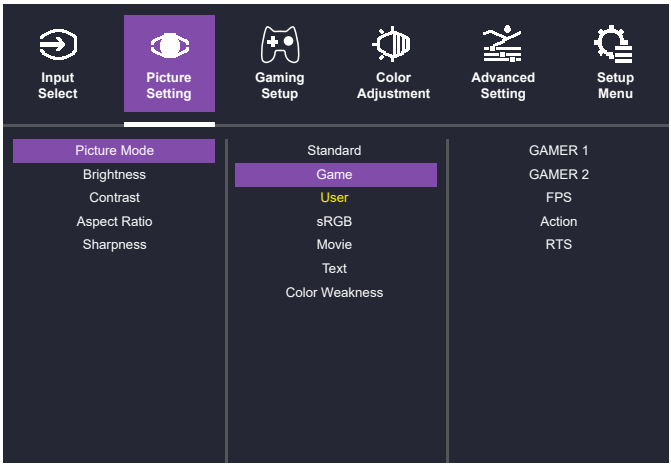 Input
Select
Picture
Setting
Gaming
Setup
Color
Adjustment
Advanced
Setting
Setup
Menu
Picture Mode
Brightness
Contrast
Aspect Ratio
Sharpness
Standard
Game
User
sRGB
Movie
Text
Color Weakness
GAMER 1
GAMER 2
FPS
Action
RTS